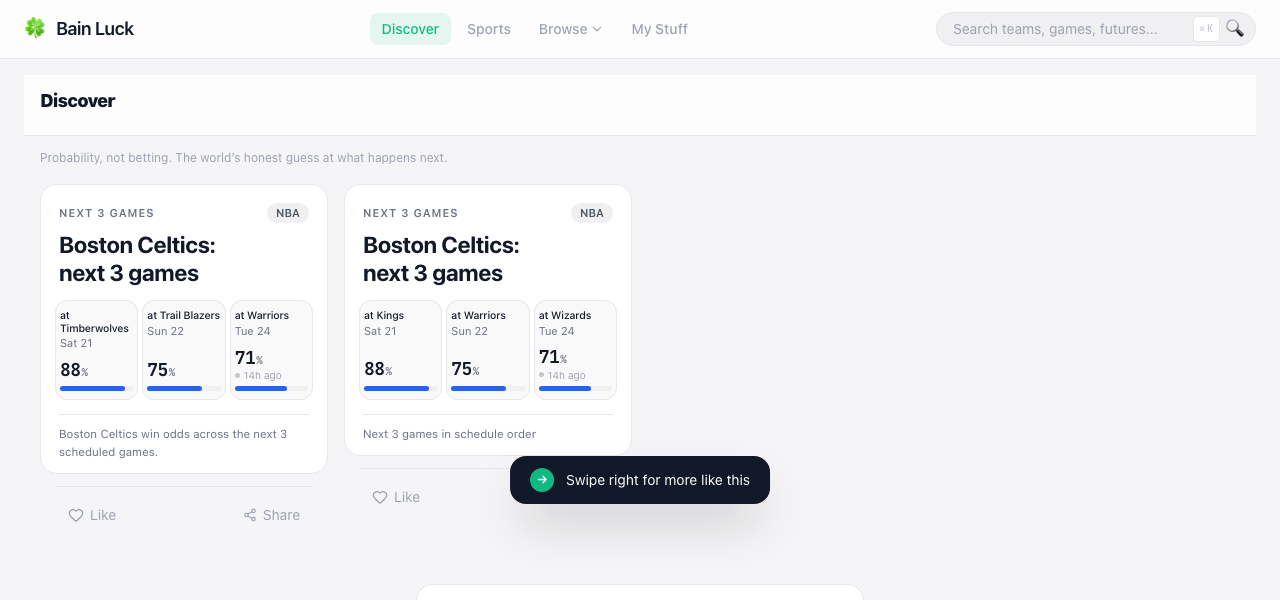 Bain Luck
Discover
Sports
Browse
My Stuff
Search teams, games, futures...
⌘K
Discover
Probability, not betting. The world's honest guess at what happens next.
NEXT 3 GAMES
NBA
Boston Celtics:
next 3 games
at
Timberwolves
Sat 21
88%
at Trail Blazers
Sun 22
75%
at Warriors
Tue 24
71%
14h ago
Boston Celtics win odds across the next 3
scheduled games.
Like
Share
NEXT 3 GAMES
NBA
Boston Celtics:
next 3 games
at Kings
Sat 21
88%
at Warriors
Sun 22
75%
at Wizards
Tue 24
71%
14h ago
Next 3 games in schedule order
Like
Swipe right for more like this